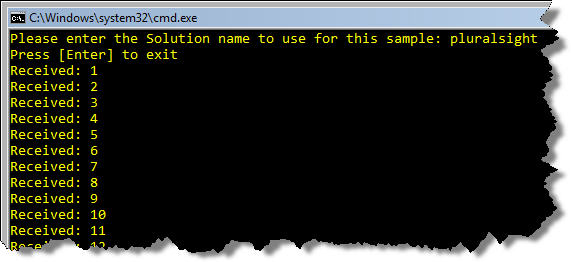 C:\Windows\system32\cmd.exe
Please enter the Solution name to use for this sample: pluralsight
Press [Enter] to exit
Received: 1
Received: 2
Received: 3
Received: 4
Received: 5
Received: 6
Received: 7
Received: 8
Received: 9
Received: 10
Received: 11
Received: 12